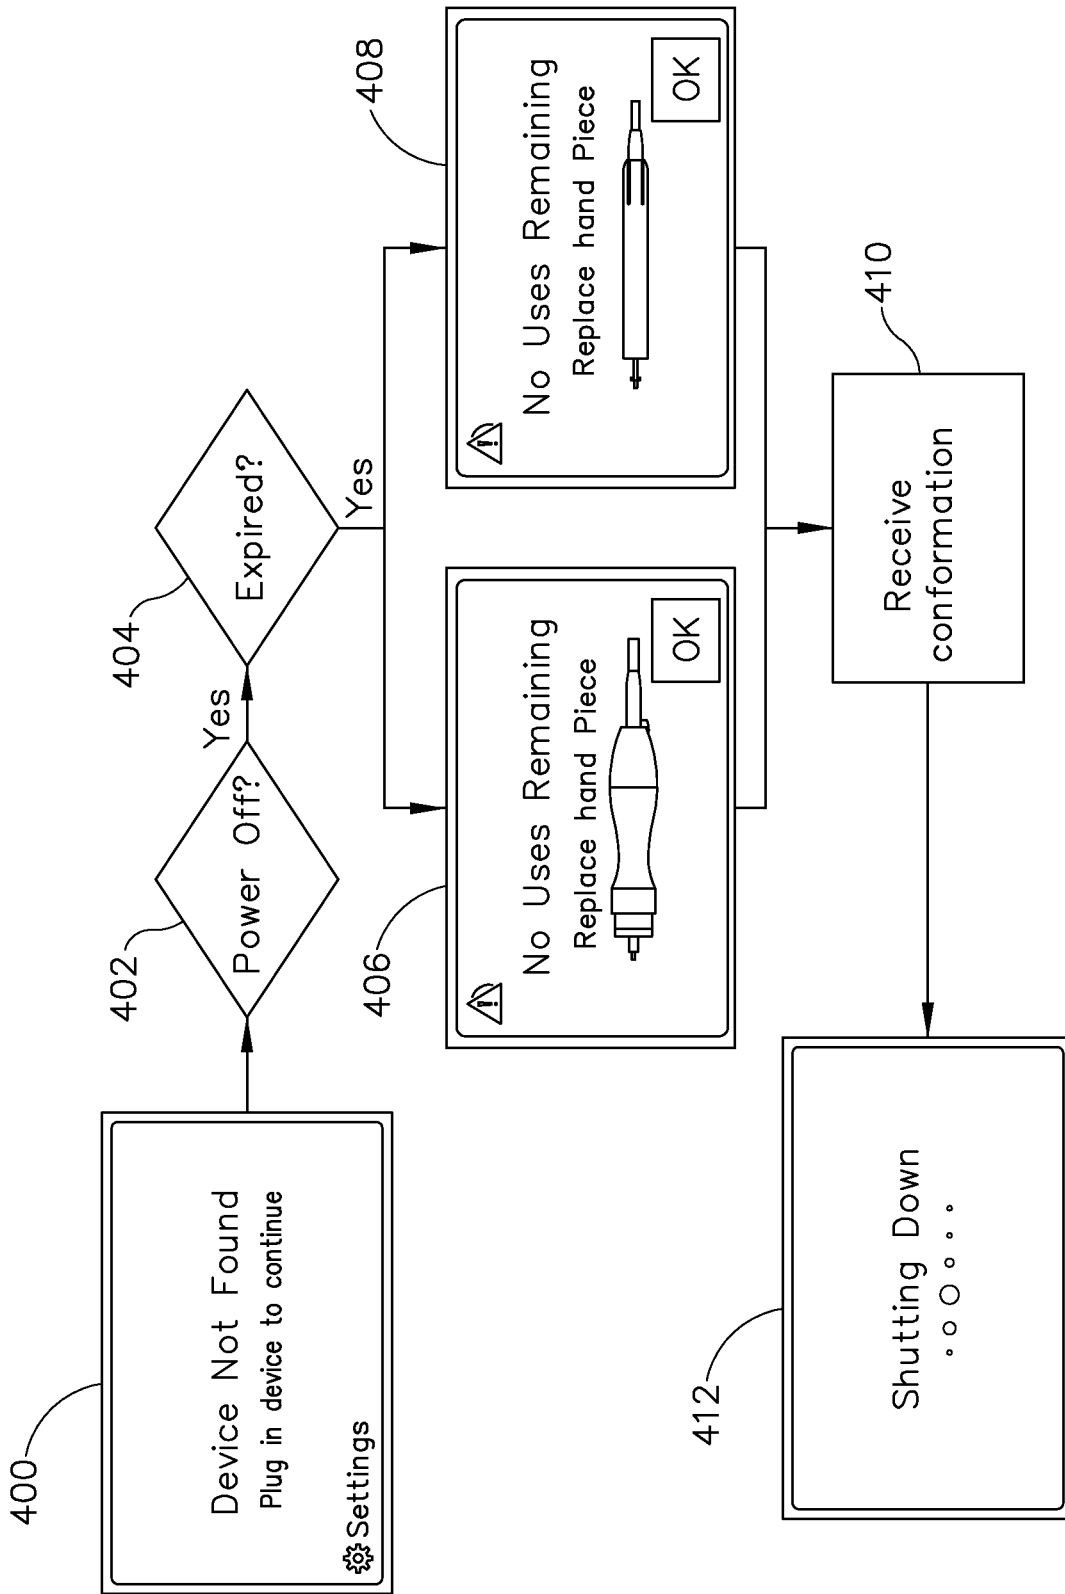 400
Device Not Found
Plug in device to continue
Settings
402
Power Off?
Yes
404
Expired?
Yes
406
No Uses Remaining
Replace hand Piece
OK
408
No Uses Remaining
Replace hand Piece
OK
410
Receive
conformation
412
Shutting Down